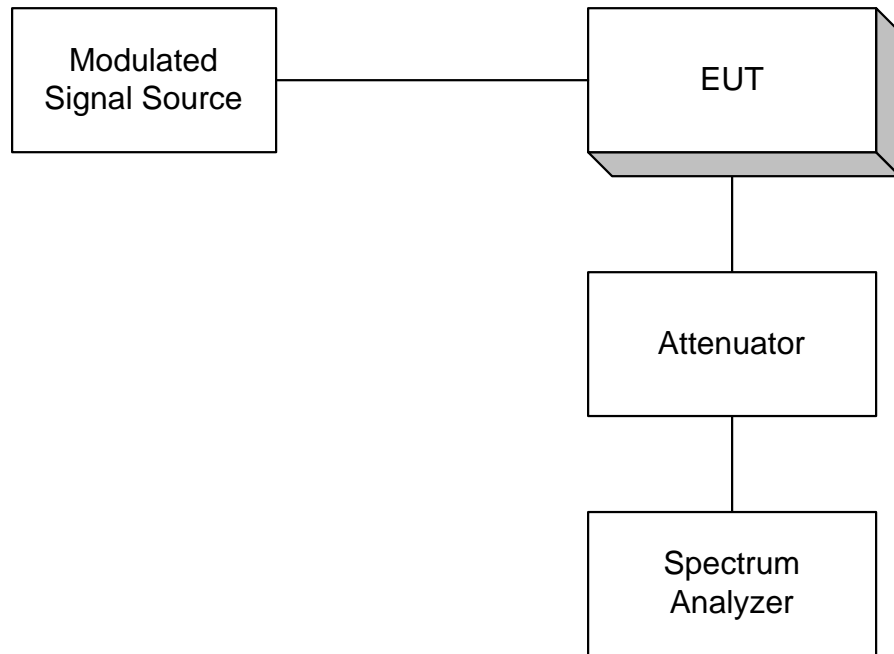 Modulated
Signal Source
EUT
Attenuator
Spectrum
Analyzer